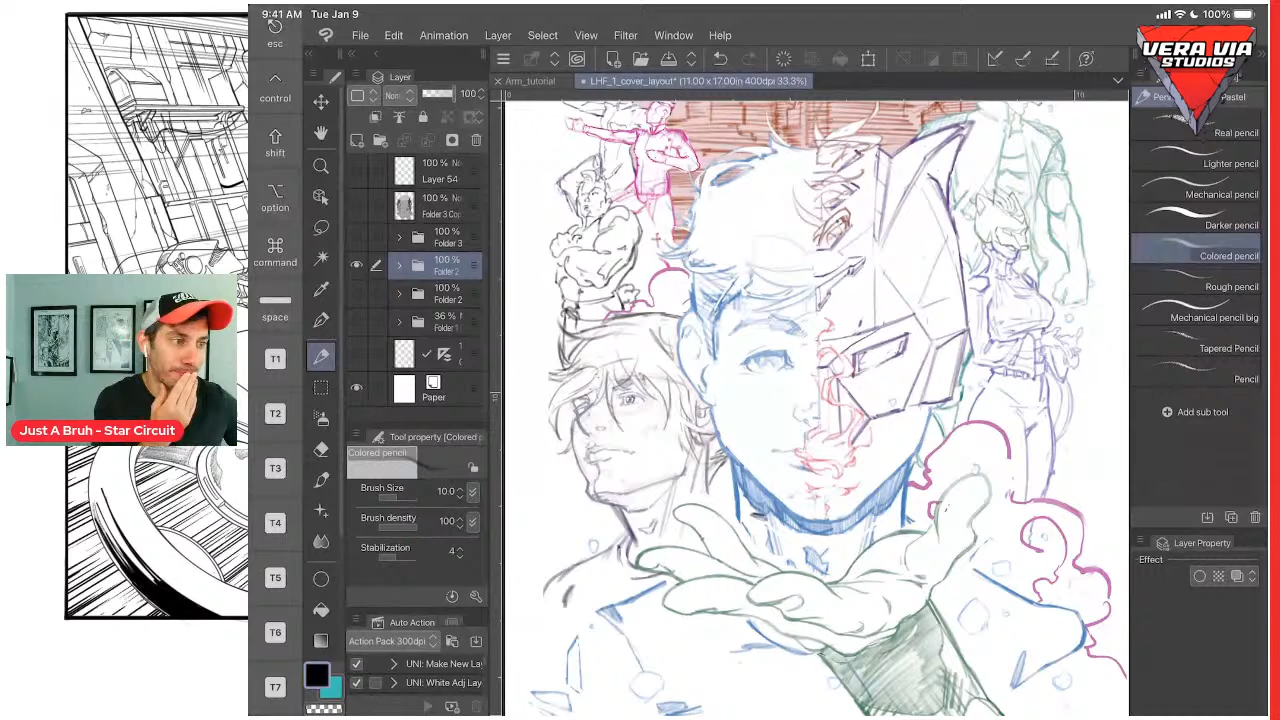 9:41 AM Tue Jan 9
100%
esc
control
shift
option
command
space
T1
T2
T3
T4
T5
T6
T7
File Edit Animation Layer Select View Filter Window Help
Arm_tutorial
LHF_1_cover_layout* (11.00 x 17.00in 400dpi 33.3%)
Layer
100
100 %
Layer 54
100 %
100 %
Folder 3
100 %
Folder 2
100 %
Folder 2
36 %
Folder 1
Paper
Tool property [Colored p
Colored pencil
Brush Size 10.0
Brush density 100
Stabilization 4
Auto Action
Action Pack 300dpi
UNI: Make New La
UNI: White Adj Lay
0
10
VERA VIA
STUDIOS
Pastel
Real pencil
Lighter pencil
Mechanical pencil
Darker pencil
Colored pencil
Rough pencil
Mechanical pencil big
Tapered Pencil
Pencil
Add sub tool
Layer Property
Effect
Just A Bruh - Star Circuit